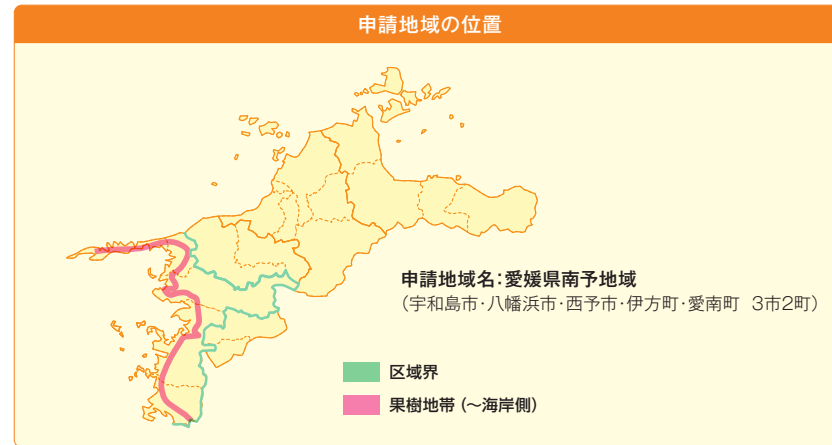 申請地域の位置
申請地域名：愛媛県南予地域
（宇和島市・八幡浜市・西予市・伊方町・愛南町 3市2町）
区域界
果樹地帯（～海岸側）